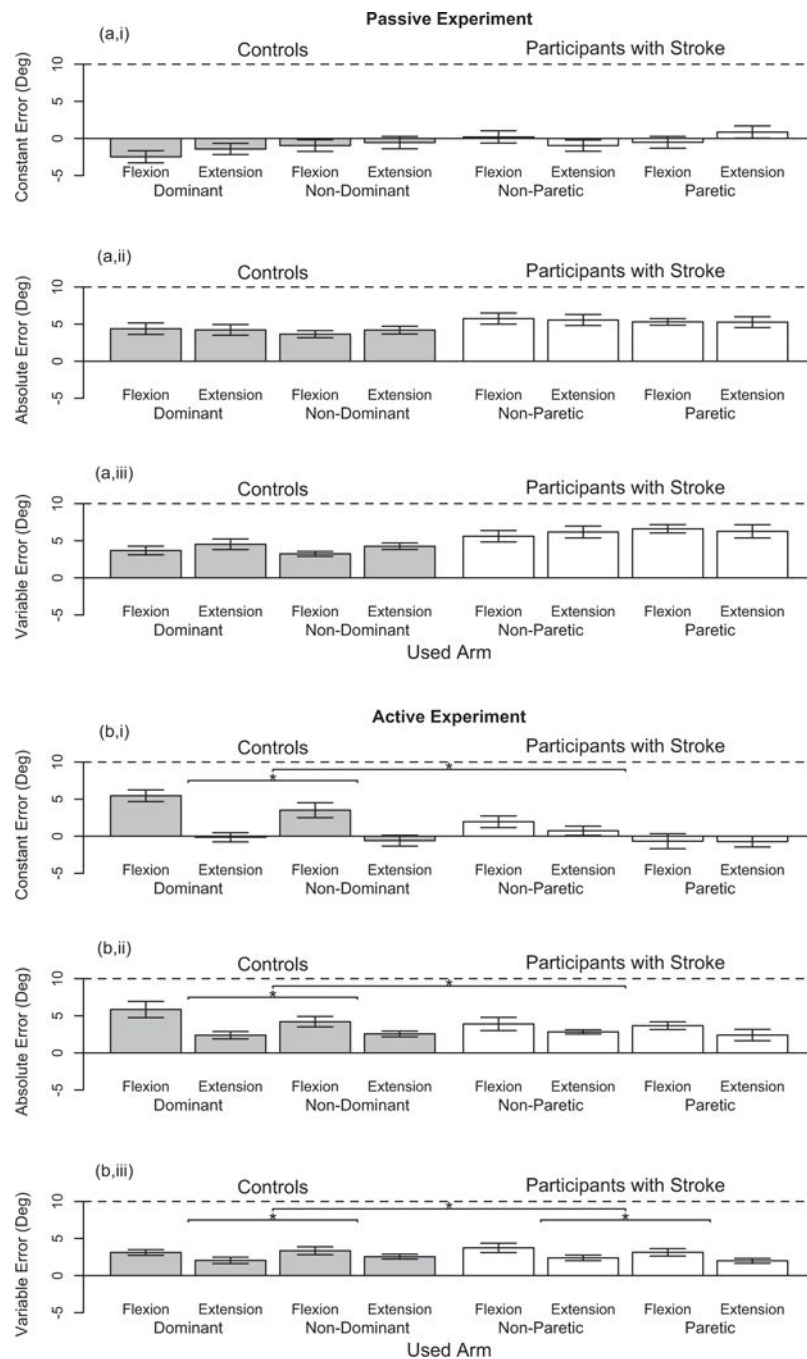 Passive Experiment
(a,i)
Controls Participants with Stroke
10
5
0
-5
Constant Error (Deg)
Flexion Extension Flexion Extension Flexion Extension Flexion Extension
Dominant Non-Dominant Non-Paretic Paretic
(a,ii)
Controls Participants with Stroke
10
5
0
-5
Absolute Error (Deg)
Flexion Extension Flexion Extension Flexion Extension Flexion Extension
Dominant Non-Dominant Non-Paretic Paretic
(a,iii)
Controls Participants with Stroke
10
5
0
-5
Variable Error (Deg)
Flexion Extension Flexion Extension Flexion Extension Flexion Extension
Dominant Non-Dominant Non-Paretic Paretic
Used Arm
Active Experiment
(b,i)
Controls Participants with Stroke
*
*
10
5
0
-5
Constant Error (Deg)
Flexion Extension Flexion Extension Flexion Extension Flexion Extension
Dominant Non-Dominant Non-Paretic Paretic
(b,ii)
Controls Participants with Stroke
*
*
10
5
0
-5
Absolute Error (Deg)
Flexion Extension Flexion Extension Flexion Extension Flexion Extension
Dominant Non-Dominant Non-Paretic Paretic
(b,iii)
Controls Participants with Stroke
*
* *
10
5
0
-5
Variable Error (Deg)
Flexion Extension Flexion Extension Flexion Extension Flexion Extension
Dominant Non-Dominant Non-Paretic Paretic
Used Arm